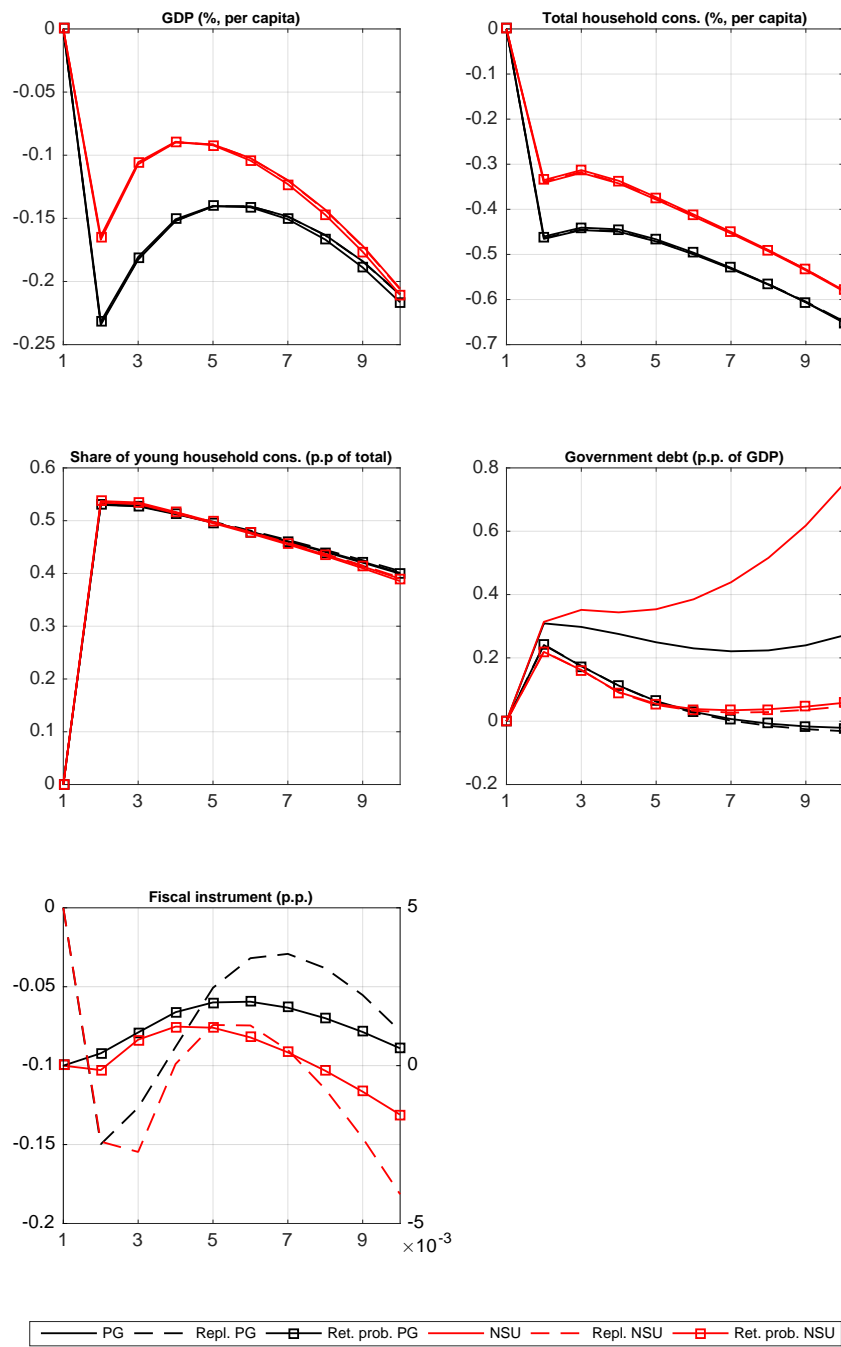 GDP (%, per capita)
0
-0.05
-0.1
-0.15
-0.2
-0.25
1 3 5 7 9
Total household cons. (%, per capita)
0
-0.1
-0.2
-0.3
-0.4
-0.5
-0.6
-0.7
1 3 5 7 9
Share of young household cons. (p.p of total)
0.6
0.5
0.4
0.3
0.2
0.1
0
1 3 5 7 9
Government debt (p.p. of GDP)
0.8
0.6
0.4
0.2
0
-0.2
1 3 5 7 9
Fiscal instrument (p.p.)
0 5
-0.05
-0.1 0
-0.15
-0.2 -5
1 3 5 7 9 ×10⁻³
PG Repl. PG Ret. prob. PG NSU Repl. NSU Ret. prob. NSU